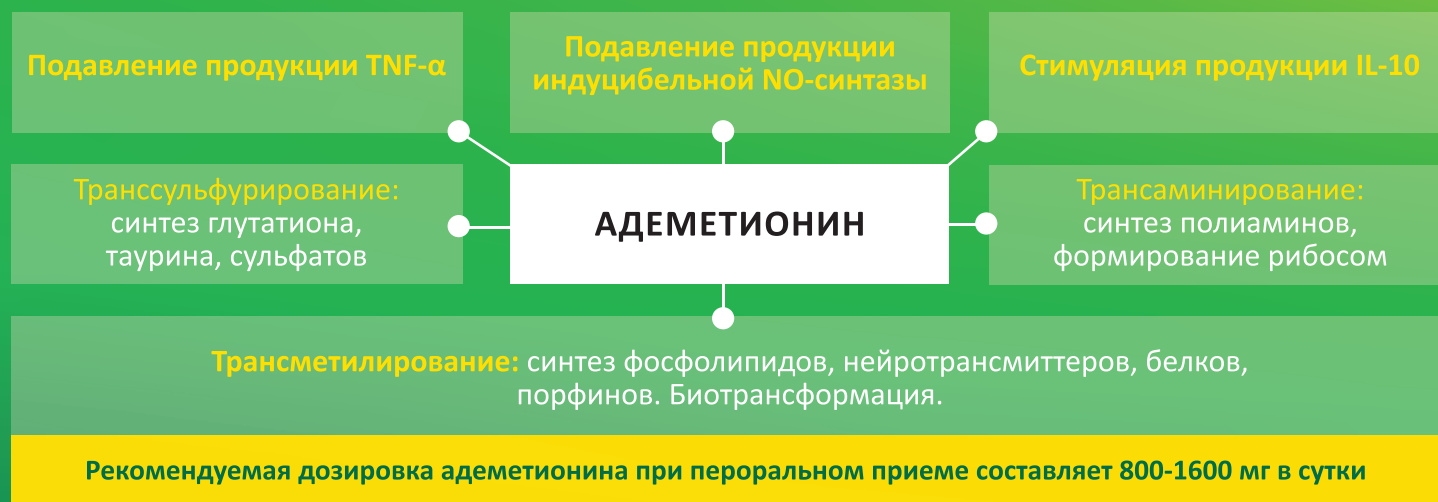 Подавление продукции TNF-α
Подавление продукции
индуцибельной NO-синтазы
Стимуляция продукции IL-10
Транссульфурирование:
синтез глутатиона,
таурина, сульфатов
АДЕМЕТИОНИН
Трансаминирование:
синтез полиаминов,
формирование рибосом
Трансметилирование: синтез фосфолипидов, нейротрансмиттеров, белков,
порфинов. Биотрансформация.
Рекомендуемая дозировка адеметионина при пероральном приеме составляет 800-1600 мг в сутки